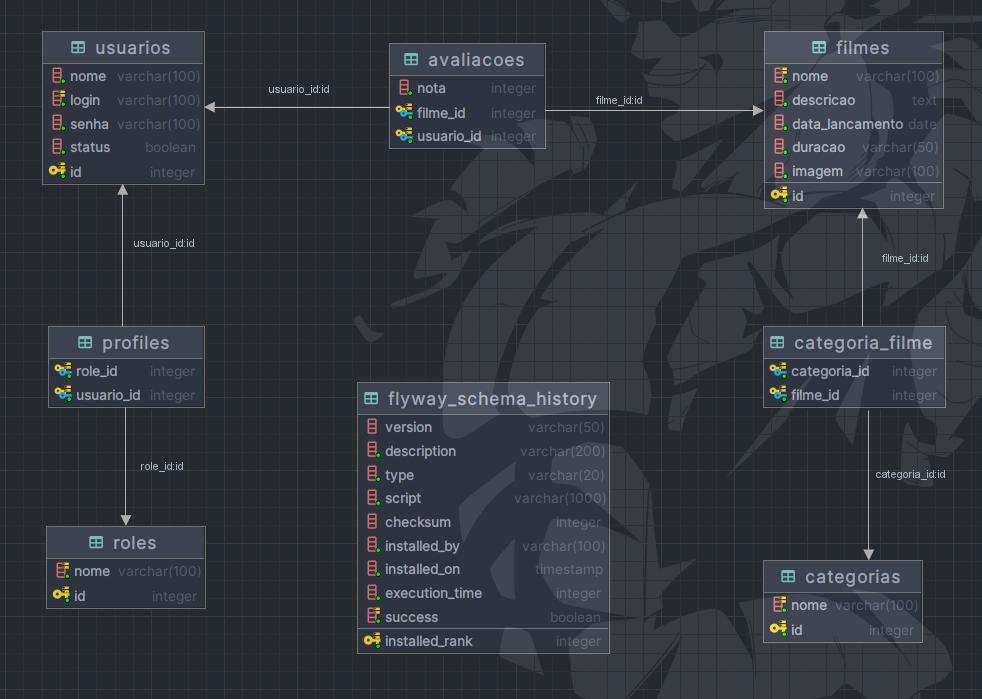 usuarios
nome varchar(100)
login varchar(100)
senha varchar(100)
status boolean
id integer
usuario_id:id
avaliacoes
nota integer
filme_id integer
usuario_id integer
filme_id:id
filmes
nome varchar(100)
descricao text
data_lancamento date
duracao varchar(50)
imagem varchar(100)
id integer
usuario_id:id
filme_id:id
profiles
role_id integer
usuario_id integer
categoria_filme
categoria_id integer
filme_id integer
flyway_schema_history
version varchar(50)
description varchar(200)
type varchar(20)
script varchar(1000)
checksum integer
installed_by varchar(100)
installed_on timestamp
execution_time integer
success boolean
installed_rank integer
role_id:id
categoria_id:id
roles
nome varchar(100)
id integer
categorias
nome varchar(100)
id integer